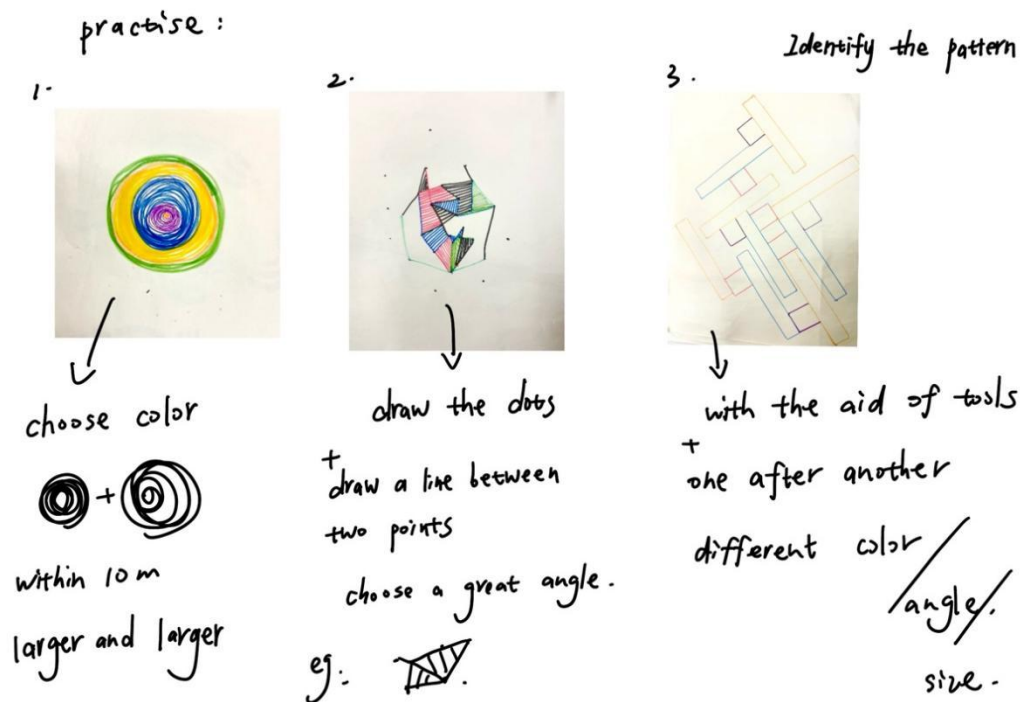 practise :
Identify the pattern
1.
choose color
+
within 10 m
larger and larger
2.
draw the dots
+
draw a line between
two points
choose a great angle.
eg:
3.
with the aid of tools
+
one after another
different color /
angle /.
size.